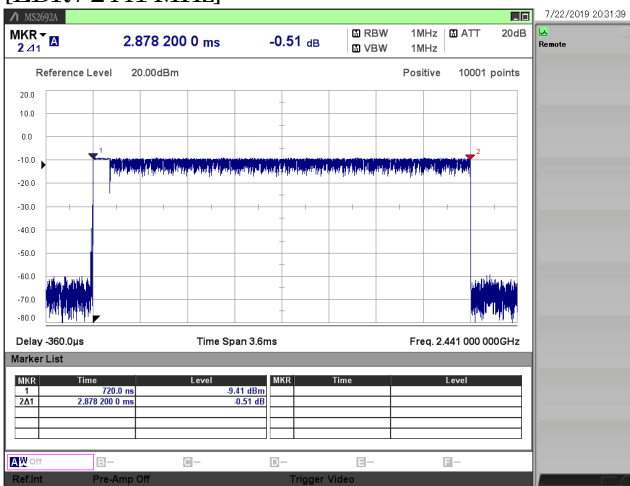 [EDR / 2441 MHz]
MS2692A
7/22/2019 20:31:39
MKR
2Δ1 A 2.878 200 0 ms -0.51 dB
RBW 1MHz ATT 20dB
VBW 1MHz
Remote
Reference Level 20.00dBm Positive 10001 points
20.0
10.0
0.0
-10.0
-20.0
-30.0
-40.0
-50.0
-60.0
-70.0
-80.0
1
2
Delay -360.0µs Time Span 3.6ms Freq. 2.441 000 000GHz
Marker List
MKR Time Level MKR Time Level
1 720.0 ns -9.41 dBm
2Δ1 2.878 200 0 ms -0.51 dB
A W Off B- C- D- E- F-
Ref.Int Pre-Amp Off Trigger Video